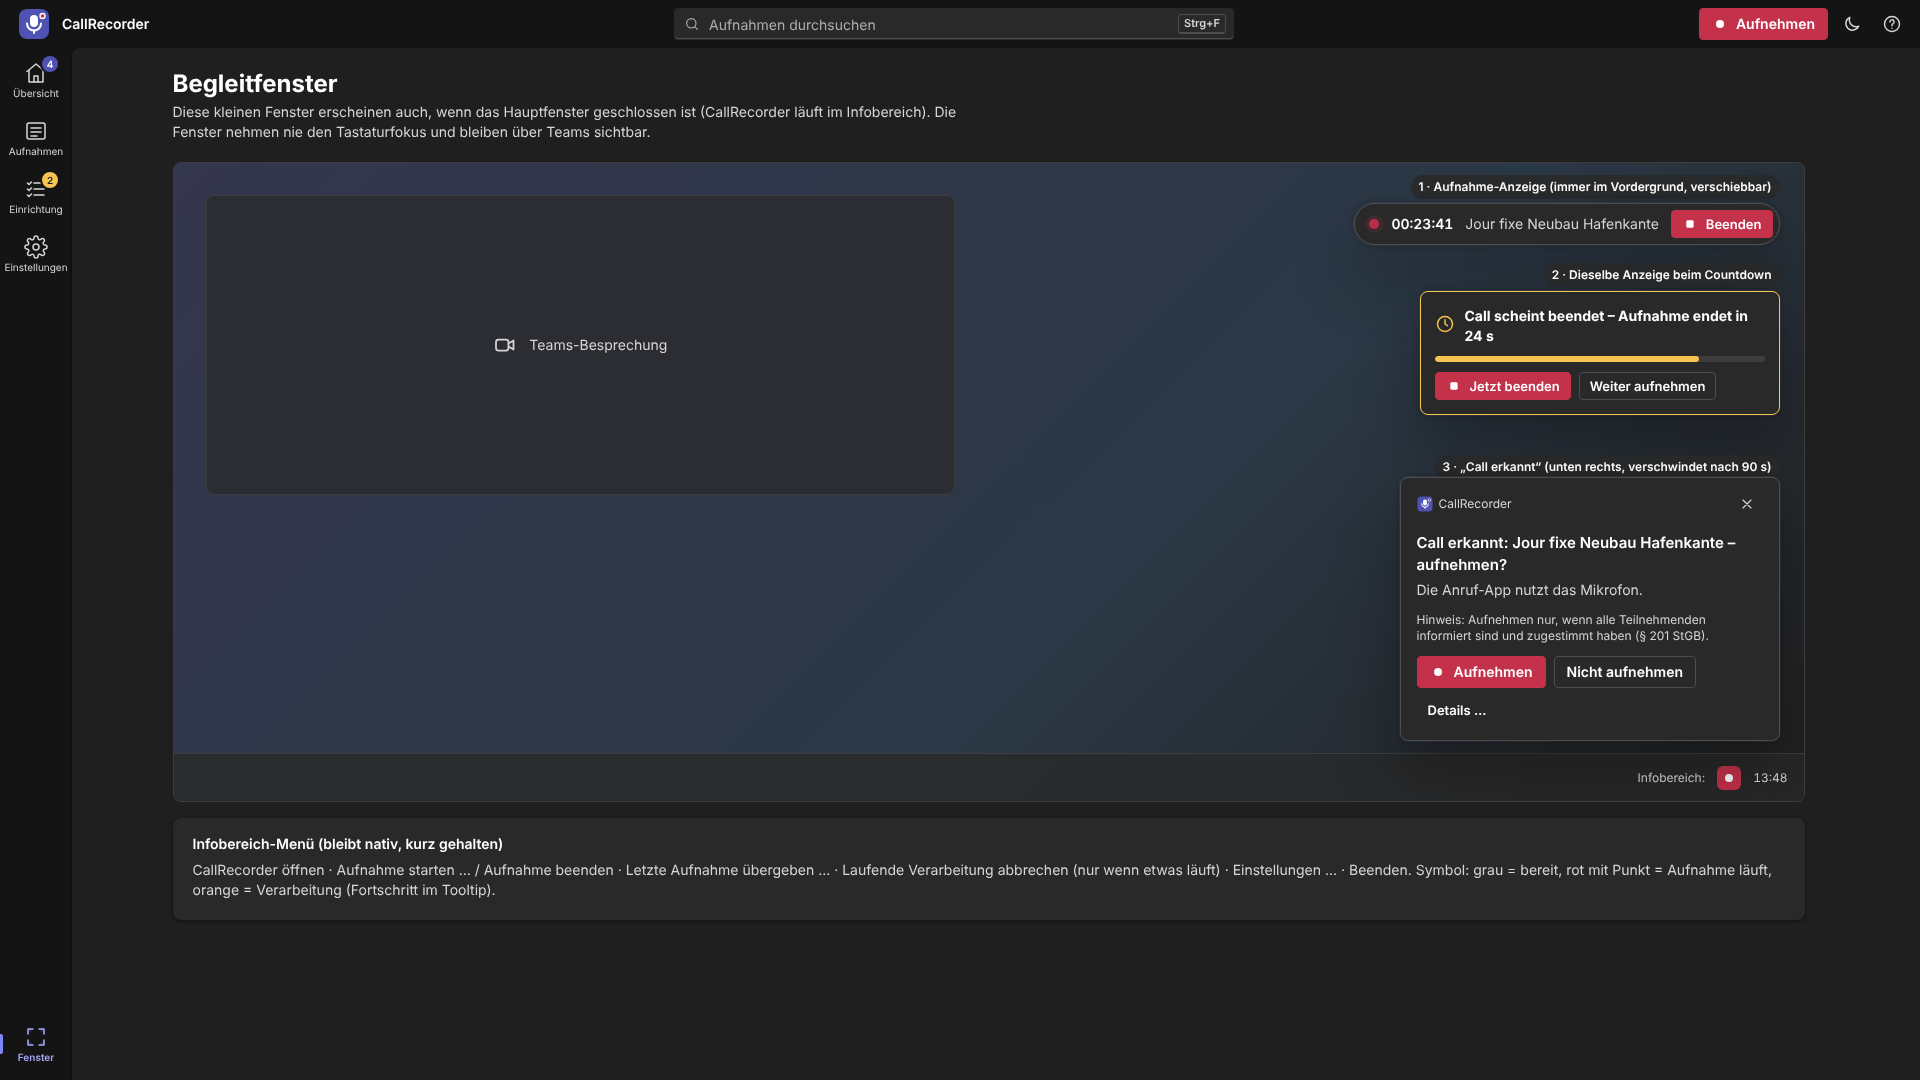 CallRecorder
Aufnahmen durchsuchen
Strg+F
Aufnehmen
4
Übersicht
Aufnahmen
2
Einrichtung
Einstellungen
Fenster
Begleitfenster
Diese kleinen Fenster erscheinen auch, wenn das Hauptfenster geschlossen ist (CallRecorder läuft im Infobereich). Die
Fenster nehmen nie den Tastaturfokus und bleiben über Teams sichtbar.
Teams-Besprechung
1 · Aufnahme-Anzeige (immer im Vordergrund, verschiebbar)
00:23:41 Jour fixe Neubau Hafenkante Beenden
2 · Dieselbe Anzeige beim Countdown
Call scheint beendet – Aufnahme endet in
24 s
Jetzt beenden Weiter aufnehmen
3 · „Call erkannt“ (unten rechts, verschwindet nach 90 s)
CallRecorder
Call erkannt: Jour fixe Neubau Hafenkante –
aufnehmen?
Die Anruf-App nutzt das Mikrofon.
Hinweis: Aufnehmen nur, wenn alle Teilnehmenden
informiert sind und zugestimmt haben (§ 201 StGB).
Aufnehmen Nicht aufnehmen
Details ...
Infobereich: 13:48
Infobereich-Menü (bleibt nativ, kurz gehalten)
CallRecorder öffnen · Aufnahme starten ... / Aufnahme beenden · Letzte Aufnahme übergeben ... · Laufende Verarbeitung abbrechen (nur wenn etwas läuft) · Einstellungen ... · Beenden. Symbol: grau = bereit, rot mit Punkt = Aufnahme läuft,
orange = Verarbeitung (Fortschritt im Tooltip).